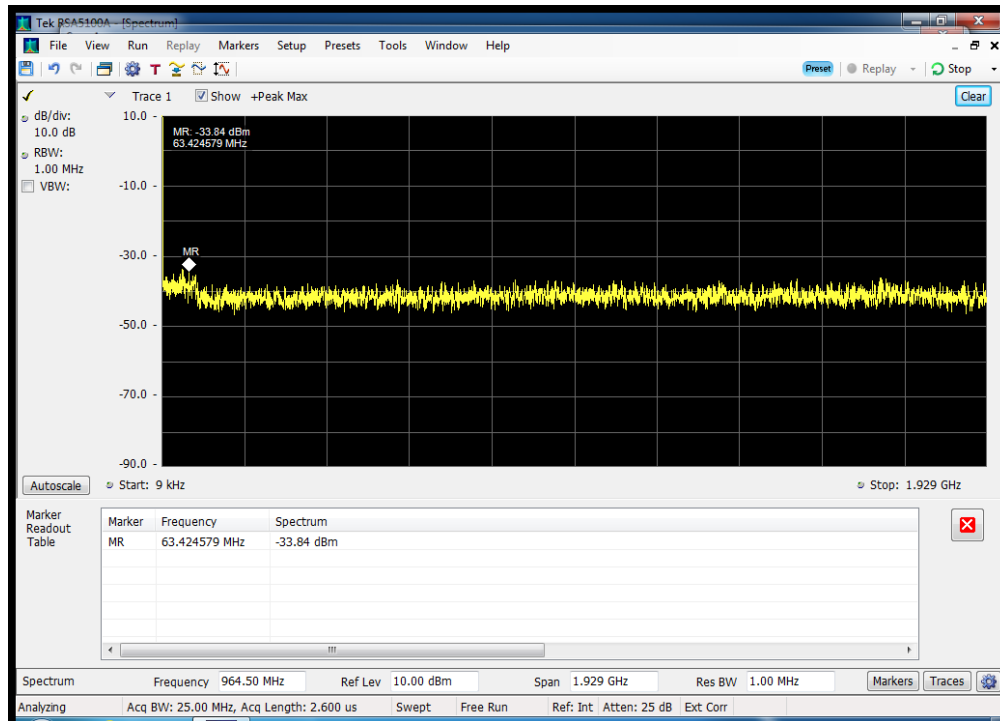 Tek RSA5100A - [Spectrum]
File View Run Replay Markers Setup Presets Tools Window Help
T Preset Replay Stop
Trace 1 Show +Peak Max Clear
dB/div:
10.0 dB
RBW:
1.00 MHz
VBW:
10.0
-10.0
-30.0
-50.0
-70.0
-90.0
MR: -33.84 dBm
63.424579 MHz
MR
Autoscale Start: 9 kHz Stop: 1.929 GHz
Marker
Readout
Table
Marker Frequency Spectrum
MR 63.424579 MHz -33.84 dBm
Spectrum Frequency 964.50 MHz Ref Lev 10.00 dBm Span 1.929 GHz Res BW 1.00 MHz Markers Traces
Analyzing Acq BW: 25.00 MHz, Acq Length: 2.600 us Swept Free Run Ref: Int Atten: 25 dB Ext Corr